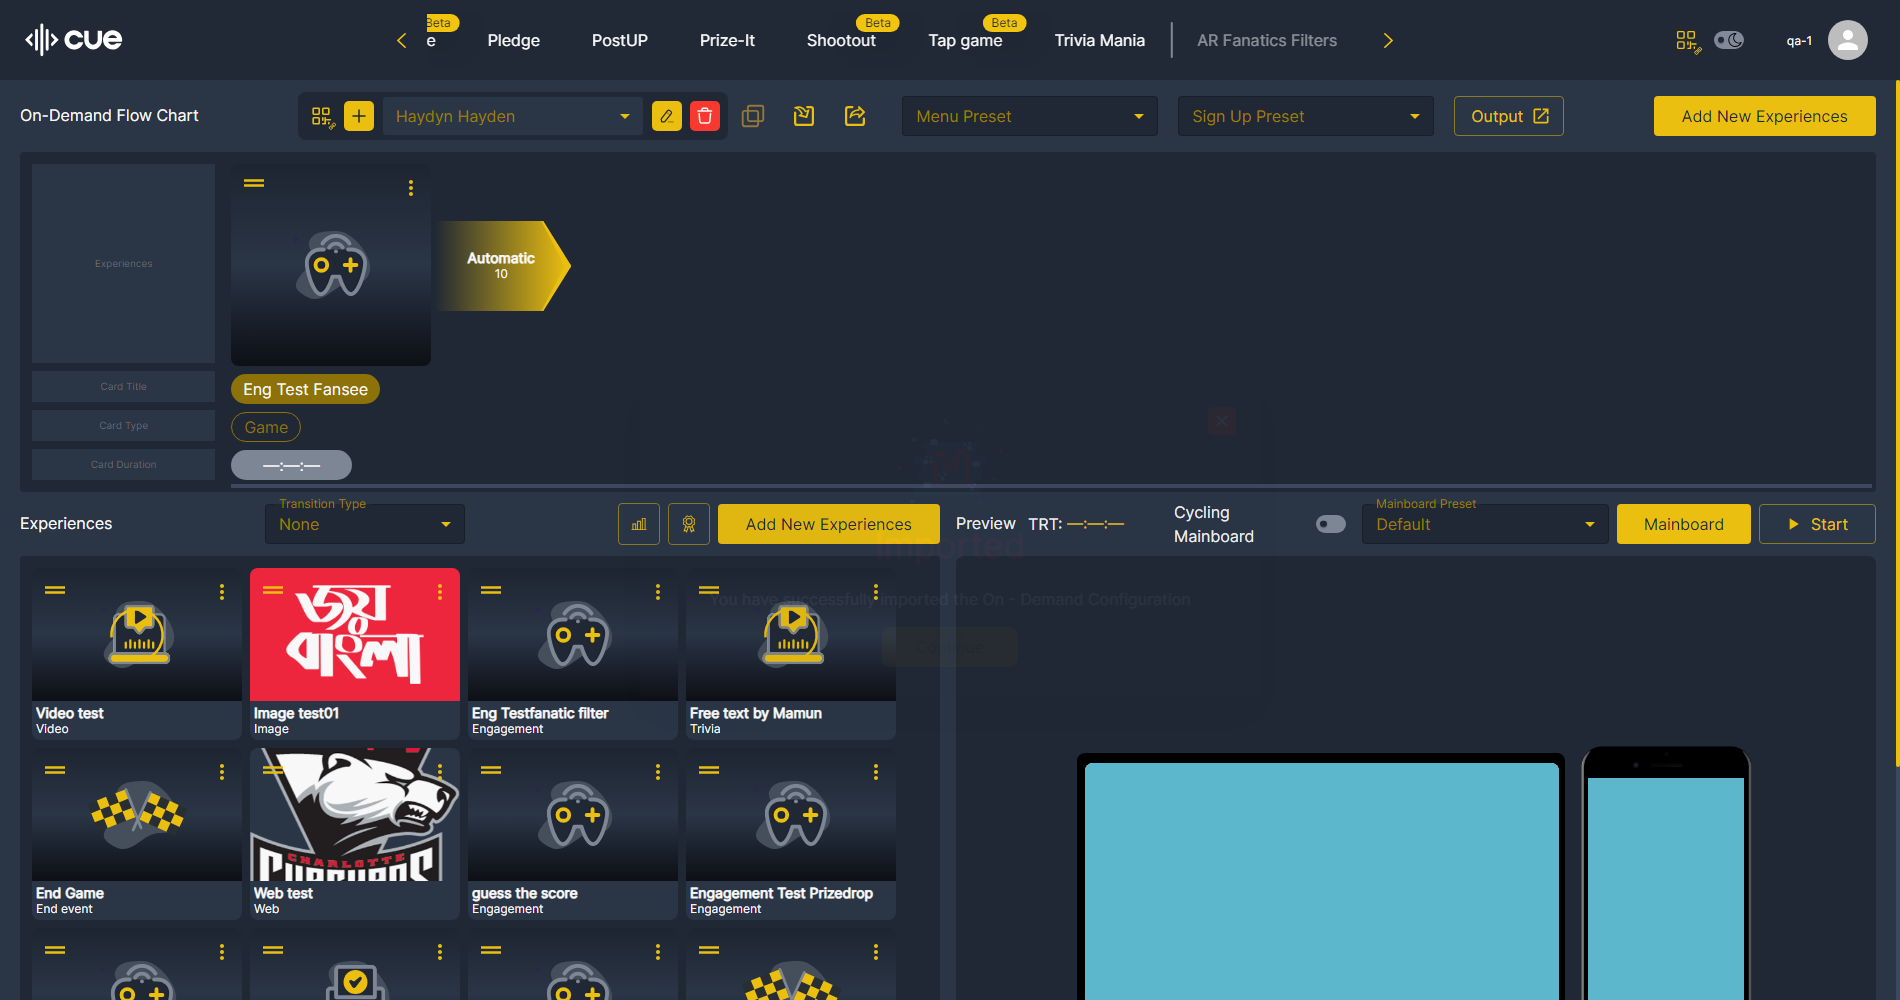 cue
Beta
e
Pledge
PostUP
Prize-It
Beta
Shootout
Beta
Tap game
Trivia Mania
AR Fanatics Filters
qa-1
On-Demand Flow Chart
Haydyn Hayden
Menu Preset
Sign Up Preset
Output
Add New Experiences
Experiences
Automatic
10
Card Title
Eng Test Fansee
Card Type
Game
Card Duration
—:—:—
Experiences
Transition Type
None
Add New Experiences
Preview
TRT: —:—:—
Cycling
Mainboard
Mainboard Preset
Default
Mainboard
Start
Imported
You have successfully imported the On - Demand Configuration
Continue
Video test
Video
জয়
বাংলা
Image test01
Image
Eng Testfanatic filter
Engagement
Free text by Mamun
Trivia
End Game
End event
CHARLOTTE
Web test
Web
guess the score
Engagement
Engagement Test Prizedrop
Engagement